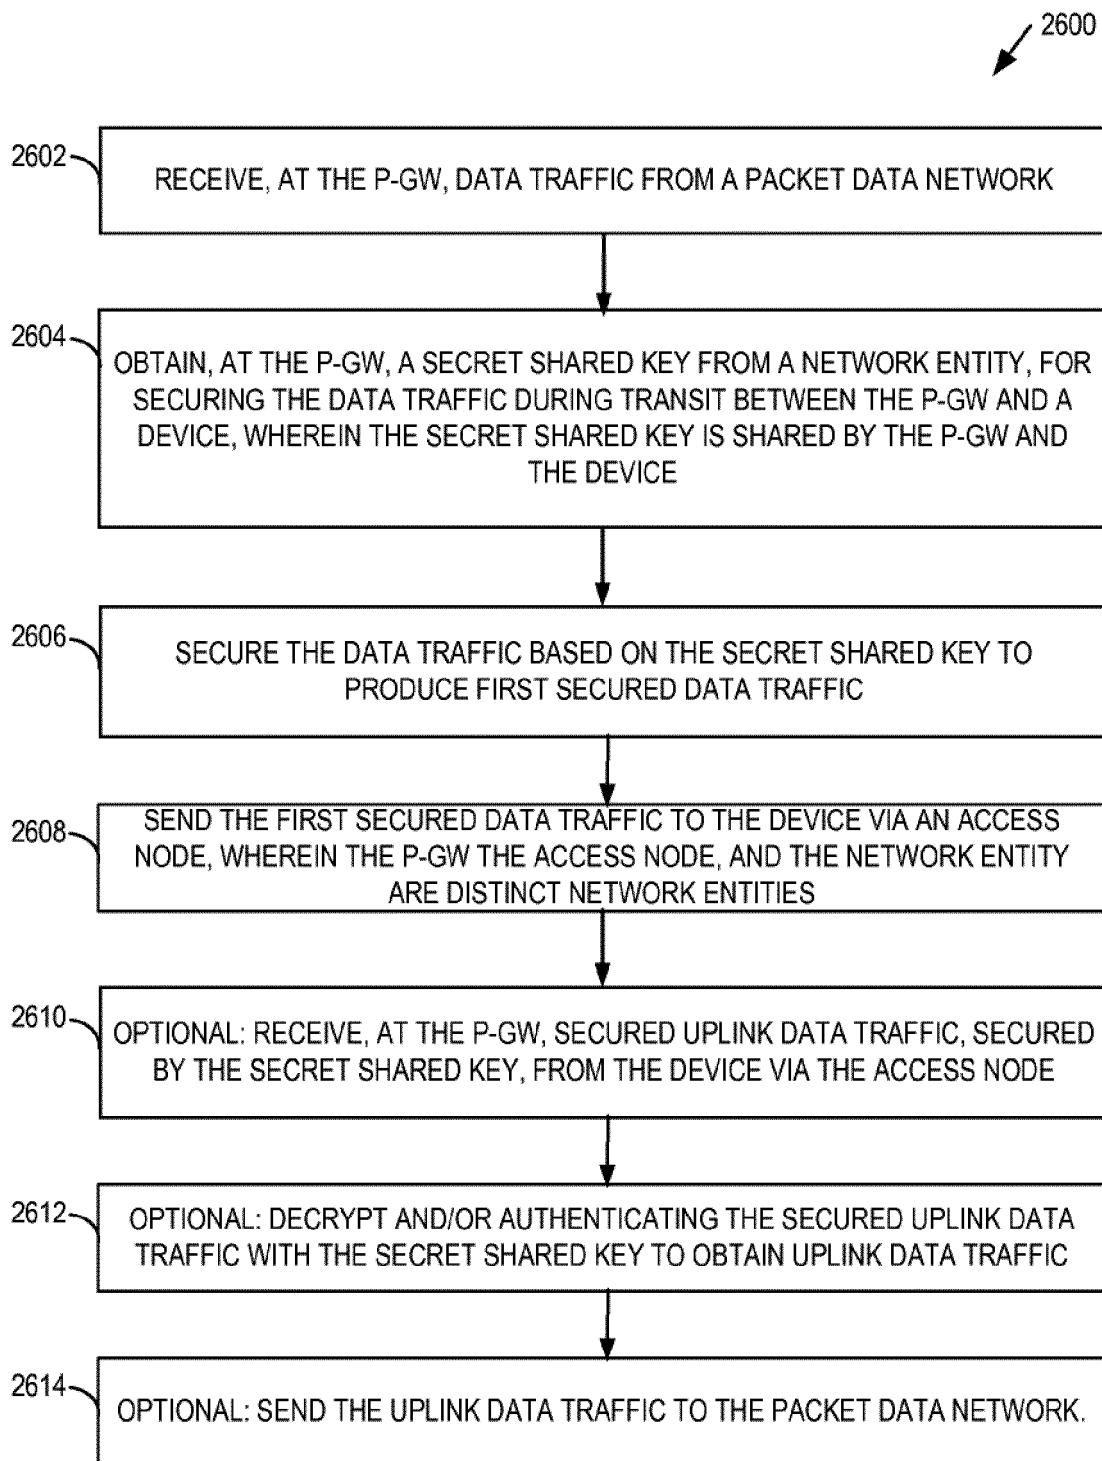 2600
2602
RECEIVE, AT THE P-GW, DATA TRAFFIC FROM A PACKET DATA NETWORK
2604
OBTAIN, AT THE P-GW, A SECRET SHARED KEY FROM A NETWORK ENTITY, FOR
SECURING THE DATA TRAFFIC DURING TRANSIT BETWEEN THE P-GW AND A
DEVICE, WHEREIN THE SECRET SHARED KEY IS SHARED BY THE P-GW AND
THE DEVICE
2606
SECURE THE DATA TRAFFIC BASED ON THE SECRET SHARED KEY TO
PRODUCE FIRST SECURED DATA TRAFFIC
2608
SEND THE FIRST SECURED DATA TRAFFIC TO THE DEVICE VIA AN ACCESS
NODE, WHEREIN THE P-GW THE ACCESS NODE, AND THE NETWORK ENTITY
ARE DISTINCT NETWORK ENTITIES
2610
OPTIONAL: RECEIVE, AT THE P-GW, SECURED UPLINK DATA TRAFFIC, SECURED
BY THE SECRET SHARED KEY, FROM THE DEVICE VIA THE ACCESS NODE
2612
OPTIONAL: DECRYPT AND/OR AUTHENTICATING THE SECURED UPLINK DATA
TRAFFIC WITH THE SECRET SHARED KEY TO OBTAIN UPLINK DATA TRAFFIC
2614
OPTIONAL: SEND THE UPLINK DATA TRAFFIC TO THE PACKET DATA NETWORK.